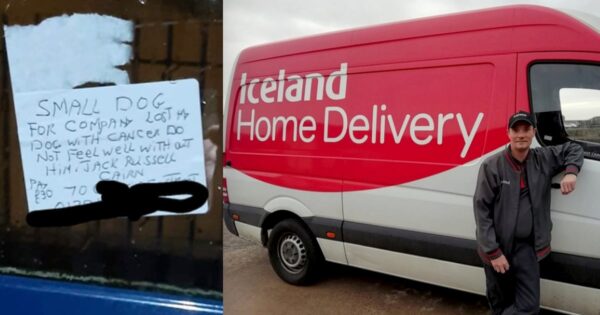 SMALL DOG
FOR COMPANY LOST MY
DOG WITH CANCER DO
NOT FEEL WELL WITH OUT
HIM. JACK RUSSELL
CAIRN
PAY
£30 70
Iceland
Home Delivery